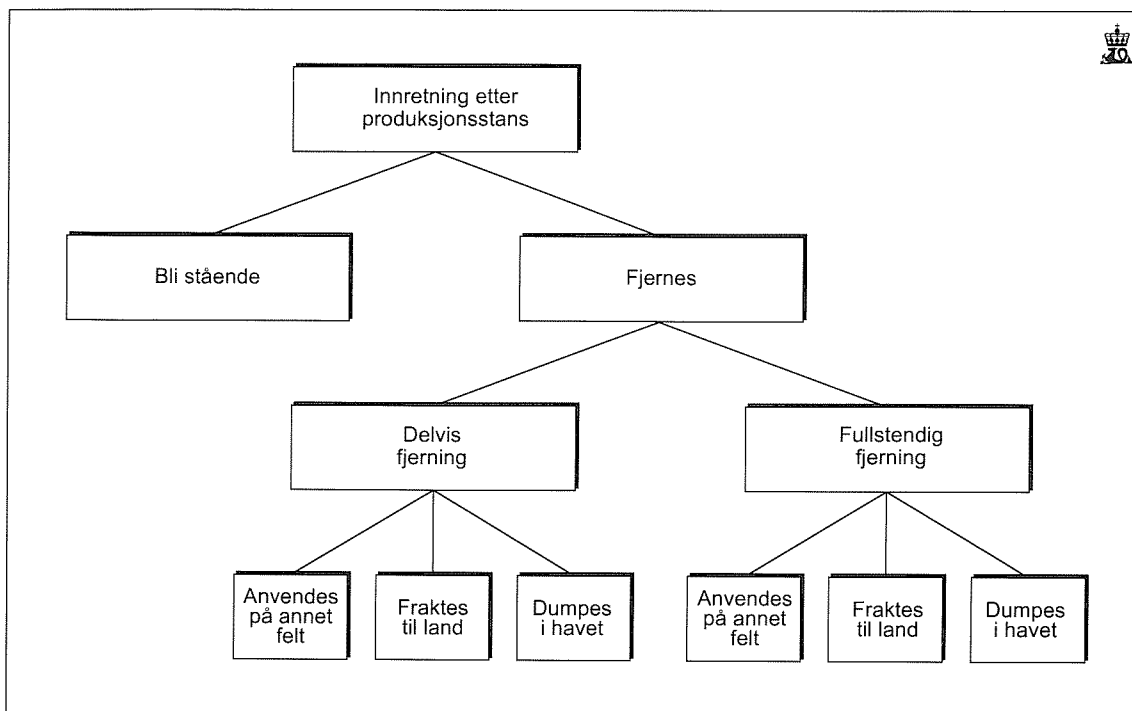 Innretning etter
produksjonsstans
Bli stående
Fjernes
Delvis
fjerning
Fullstendig
fjerning
Anvendes
på annet
felt
Fraktes
til land
Dumpes
i havet
Anvendes
på annet
felt
Fraktes
til land
Dumpes
i havet